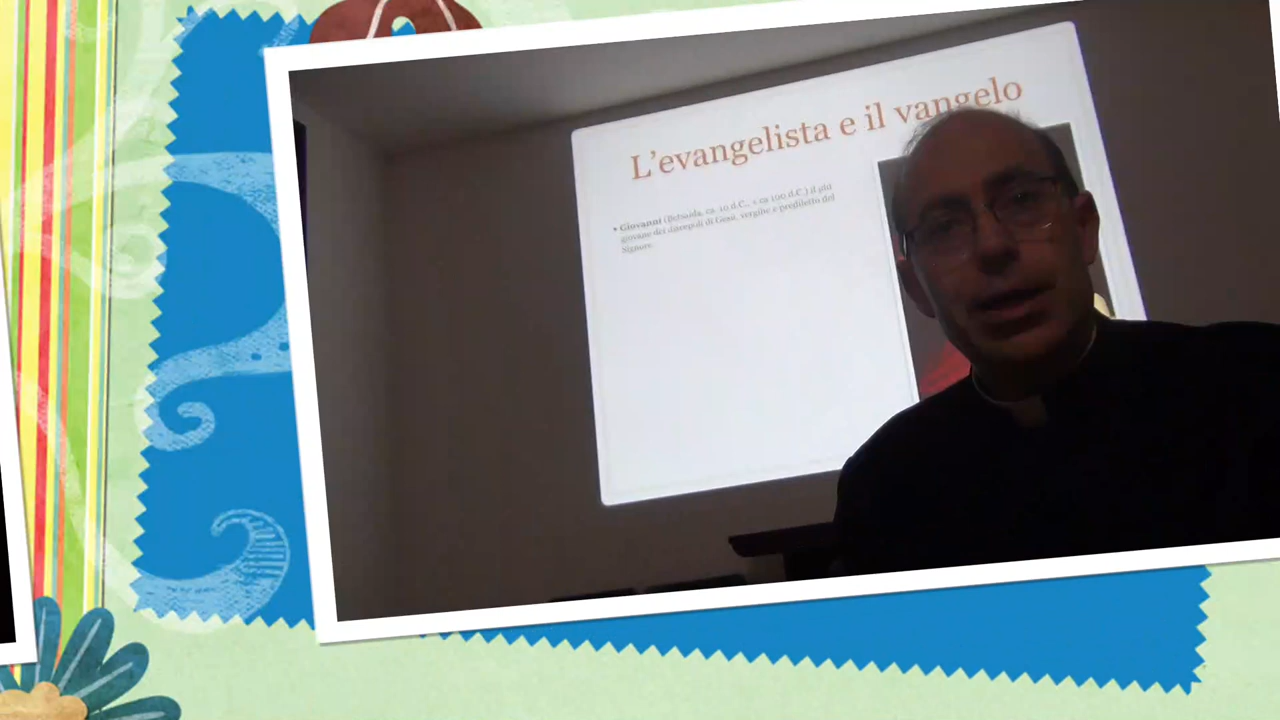 L'evangelista e il vangelo
• Giovanni (Betsaida, ca. 10 d.C., + ca 100 d.C.) il più
giovane dei discepoli di Gesù, vergine e prediletto del
Signore.